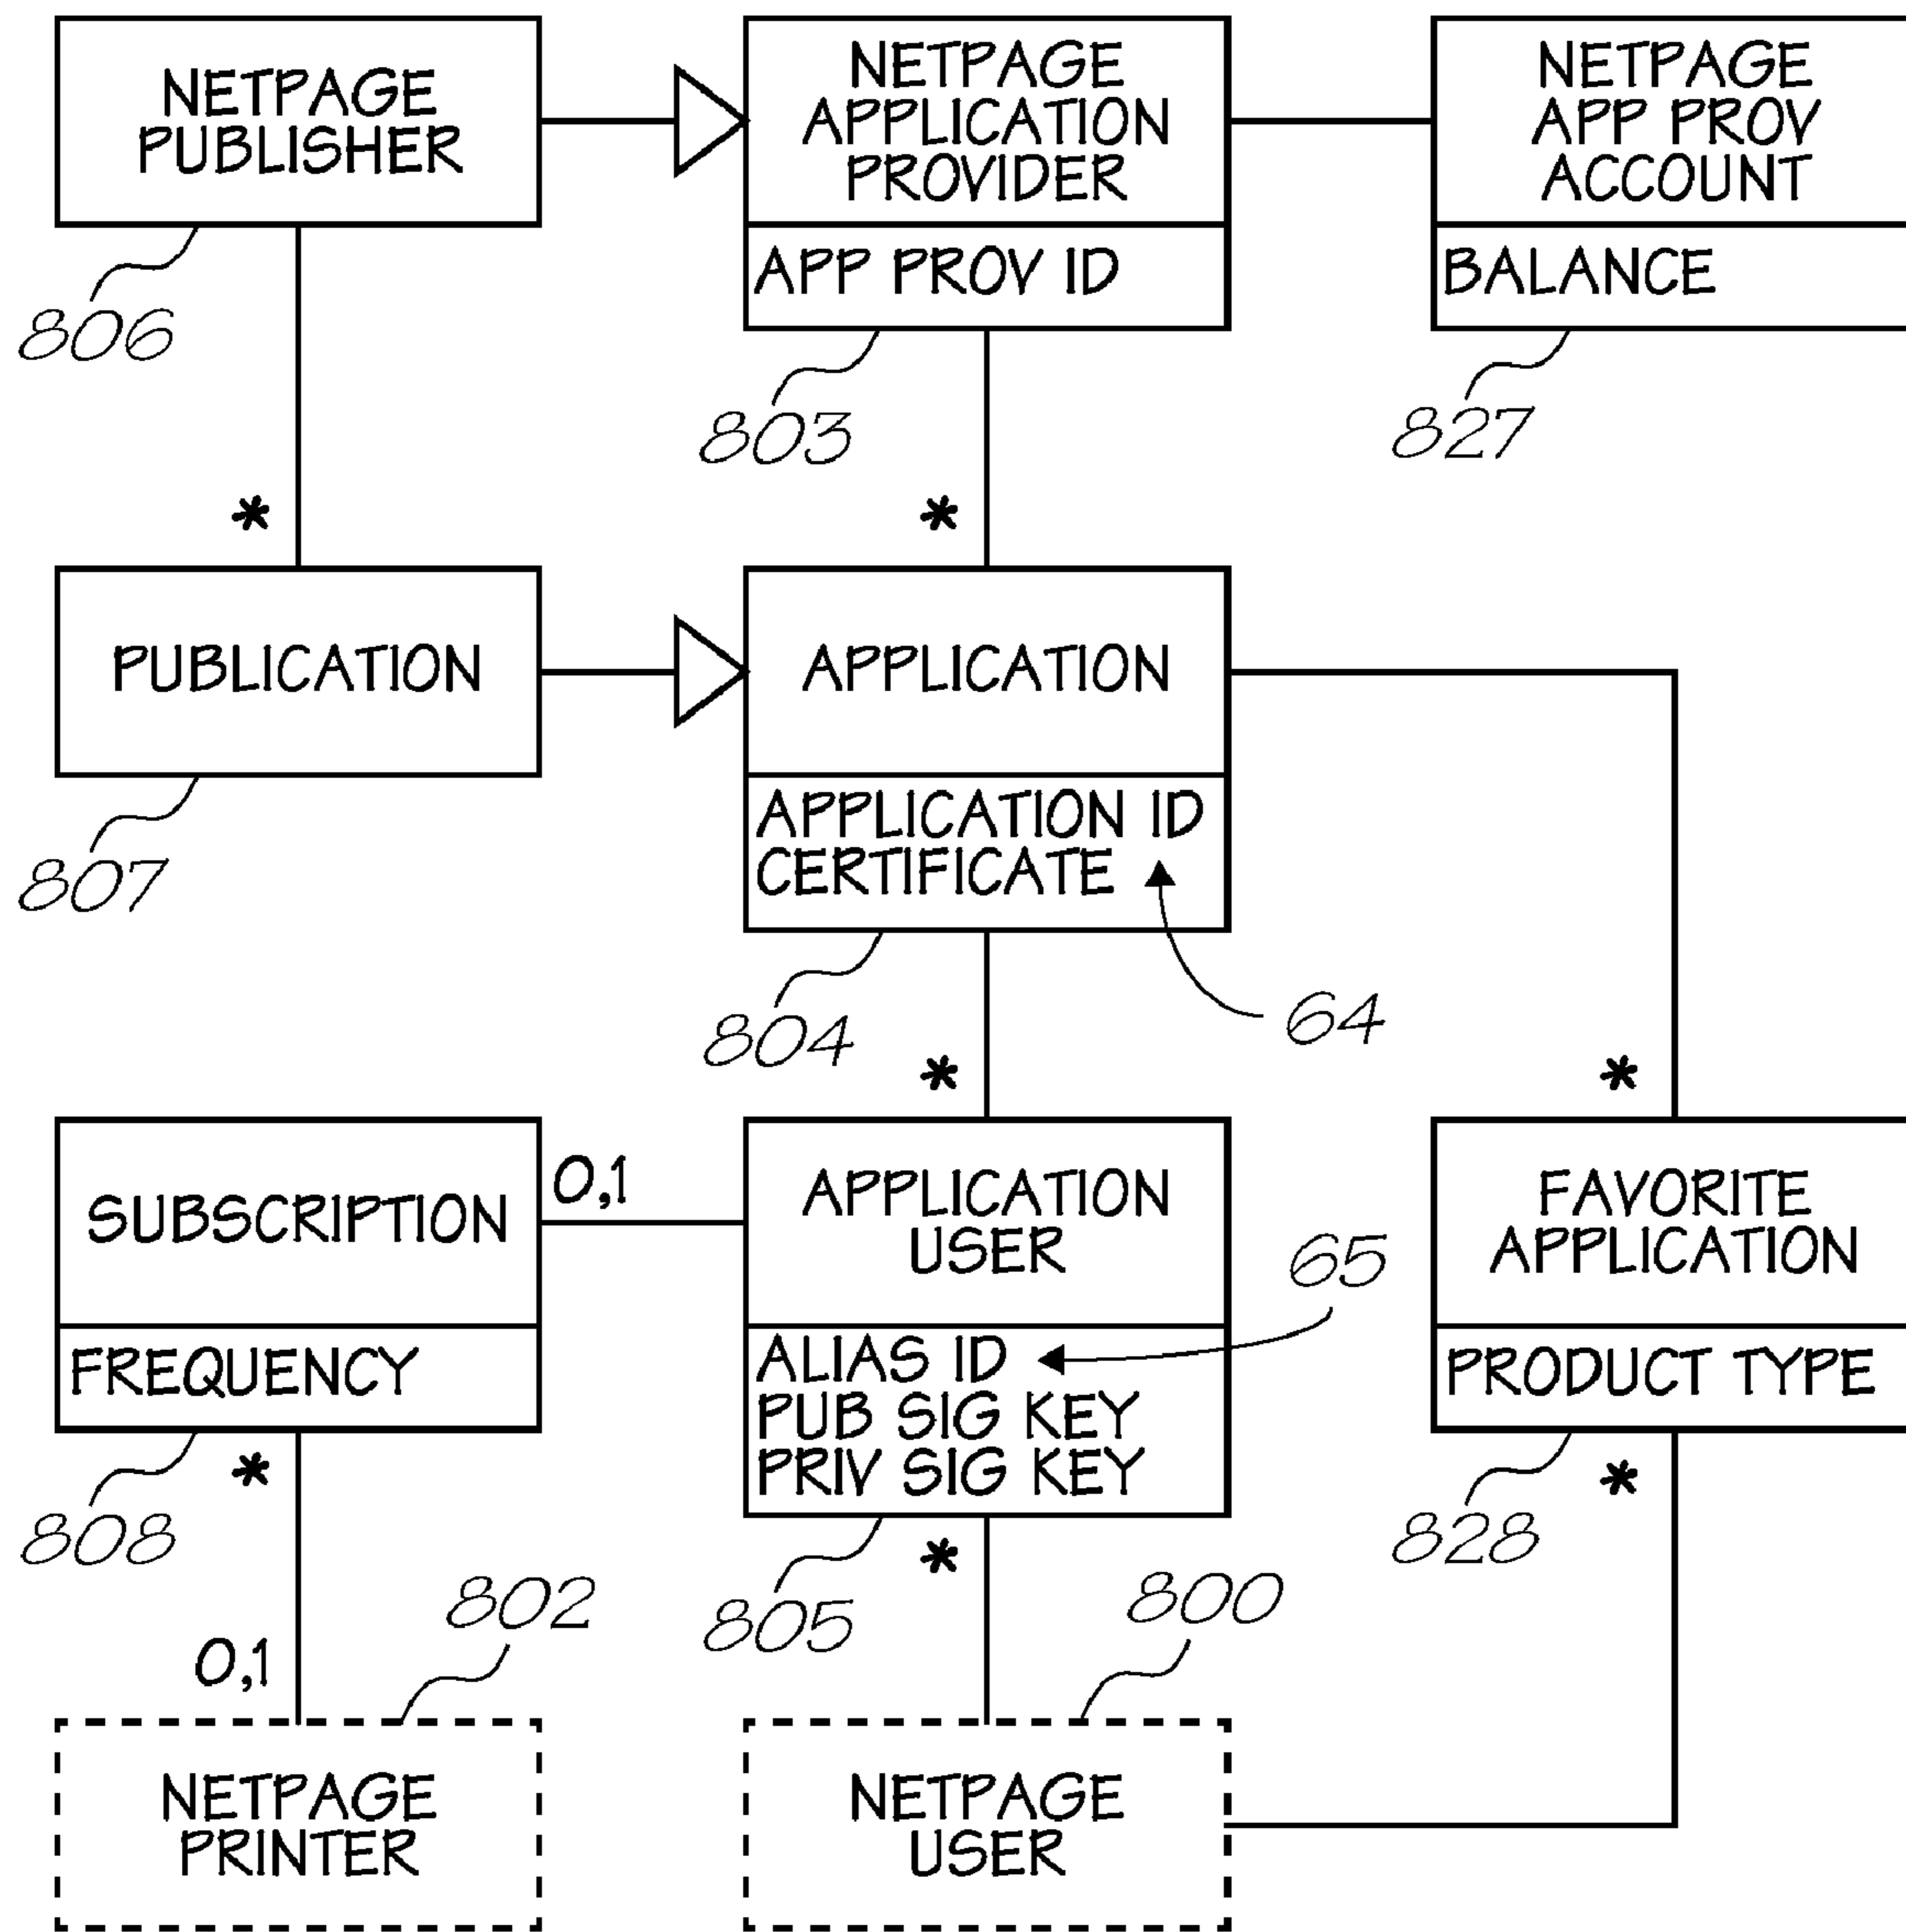 NETPAGE
PUBLISHER
NETPAGE
APPLICATION
PROVIDER
APP PROV ID
NETPAGE
APP PROV
ACCOUNT
BALANCE
806
803
827
*
*
PUBLICATION
APPLICATION
APPLICATION ID
CERTIFICATE
807
804
64
*
*
SUBSCRIPTION
FREQUENCY
0,1
APPLICATION
USER
ALIAS ID
PUB SIG KEY
PRIV SIG KEY
65
FAVORITE
APPLICATION
PRODUCT TYPE
808
*
805
*
828
*
802
800
0,1
NETPAGE
PRINTER
NETPAGE
USER